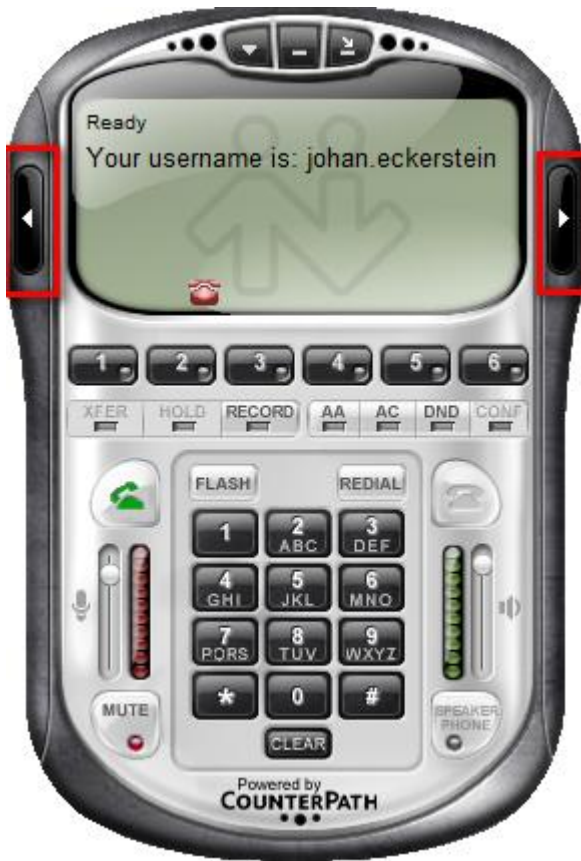 Ready
Your username is: johan.eckerstein
1 2 3 4 5 6
XFER HOLD RECORD AA AC DND CONF
FLASH REDIAL
1 2 3
ABC DEF
4 5 6
GHI JKL MNO
7 8 9
PQRS TUV WXYZ
* 0 #
MUTE SPEAKER
PHONE
CLEAR
Powered by
COUNTERPATH